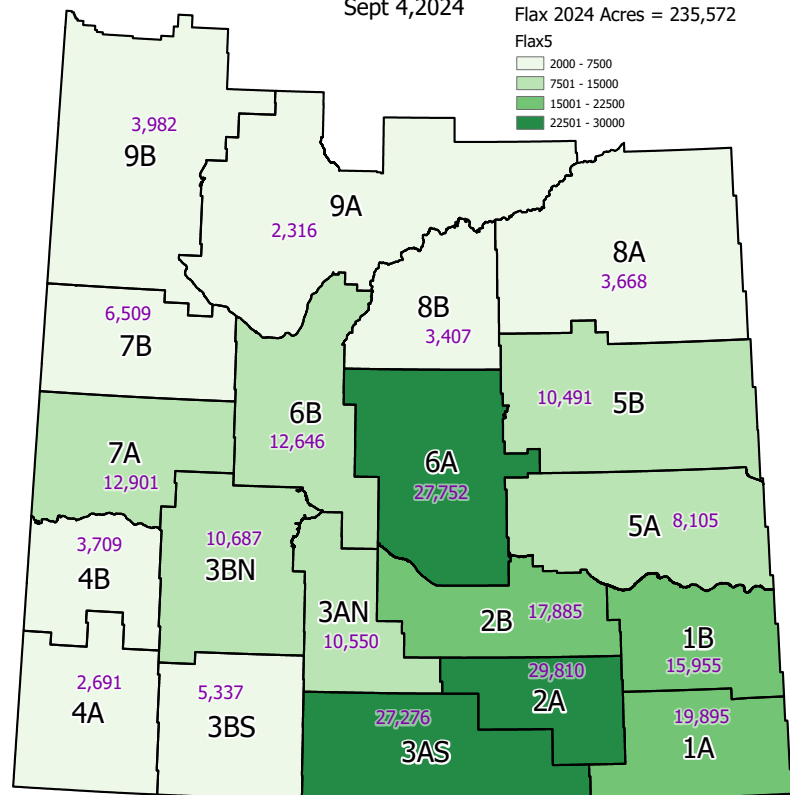 Sept 4,2024
Flax 2024 Acres = 235,572
Flax5
2000 - 7500
7501 - 15000
15001 - 22500
22501 - 30000
3,982
9B
9A
2,316
8A
3,668
8B
3,407
6,509
7B
10,491
5B
6B
12,646
7A
12,901
6A
27,752
5A
8,105
3,709
4B
10,687
3BN
3AN
10,550
2B
17,885
1B
15,955
2,691
4A
5,337
3BS
29,810
2A
27,276
3AS
19,895
1A